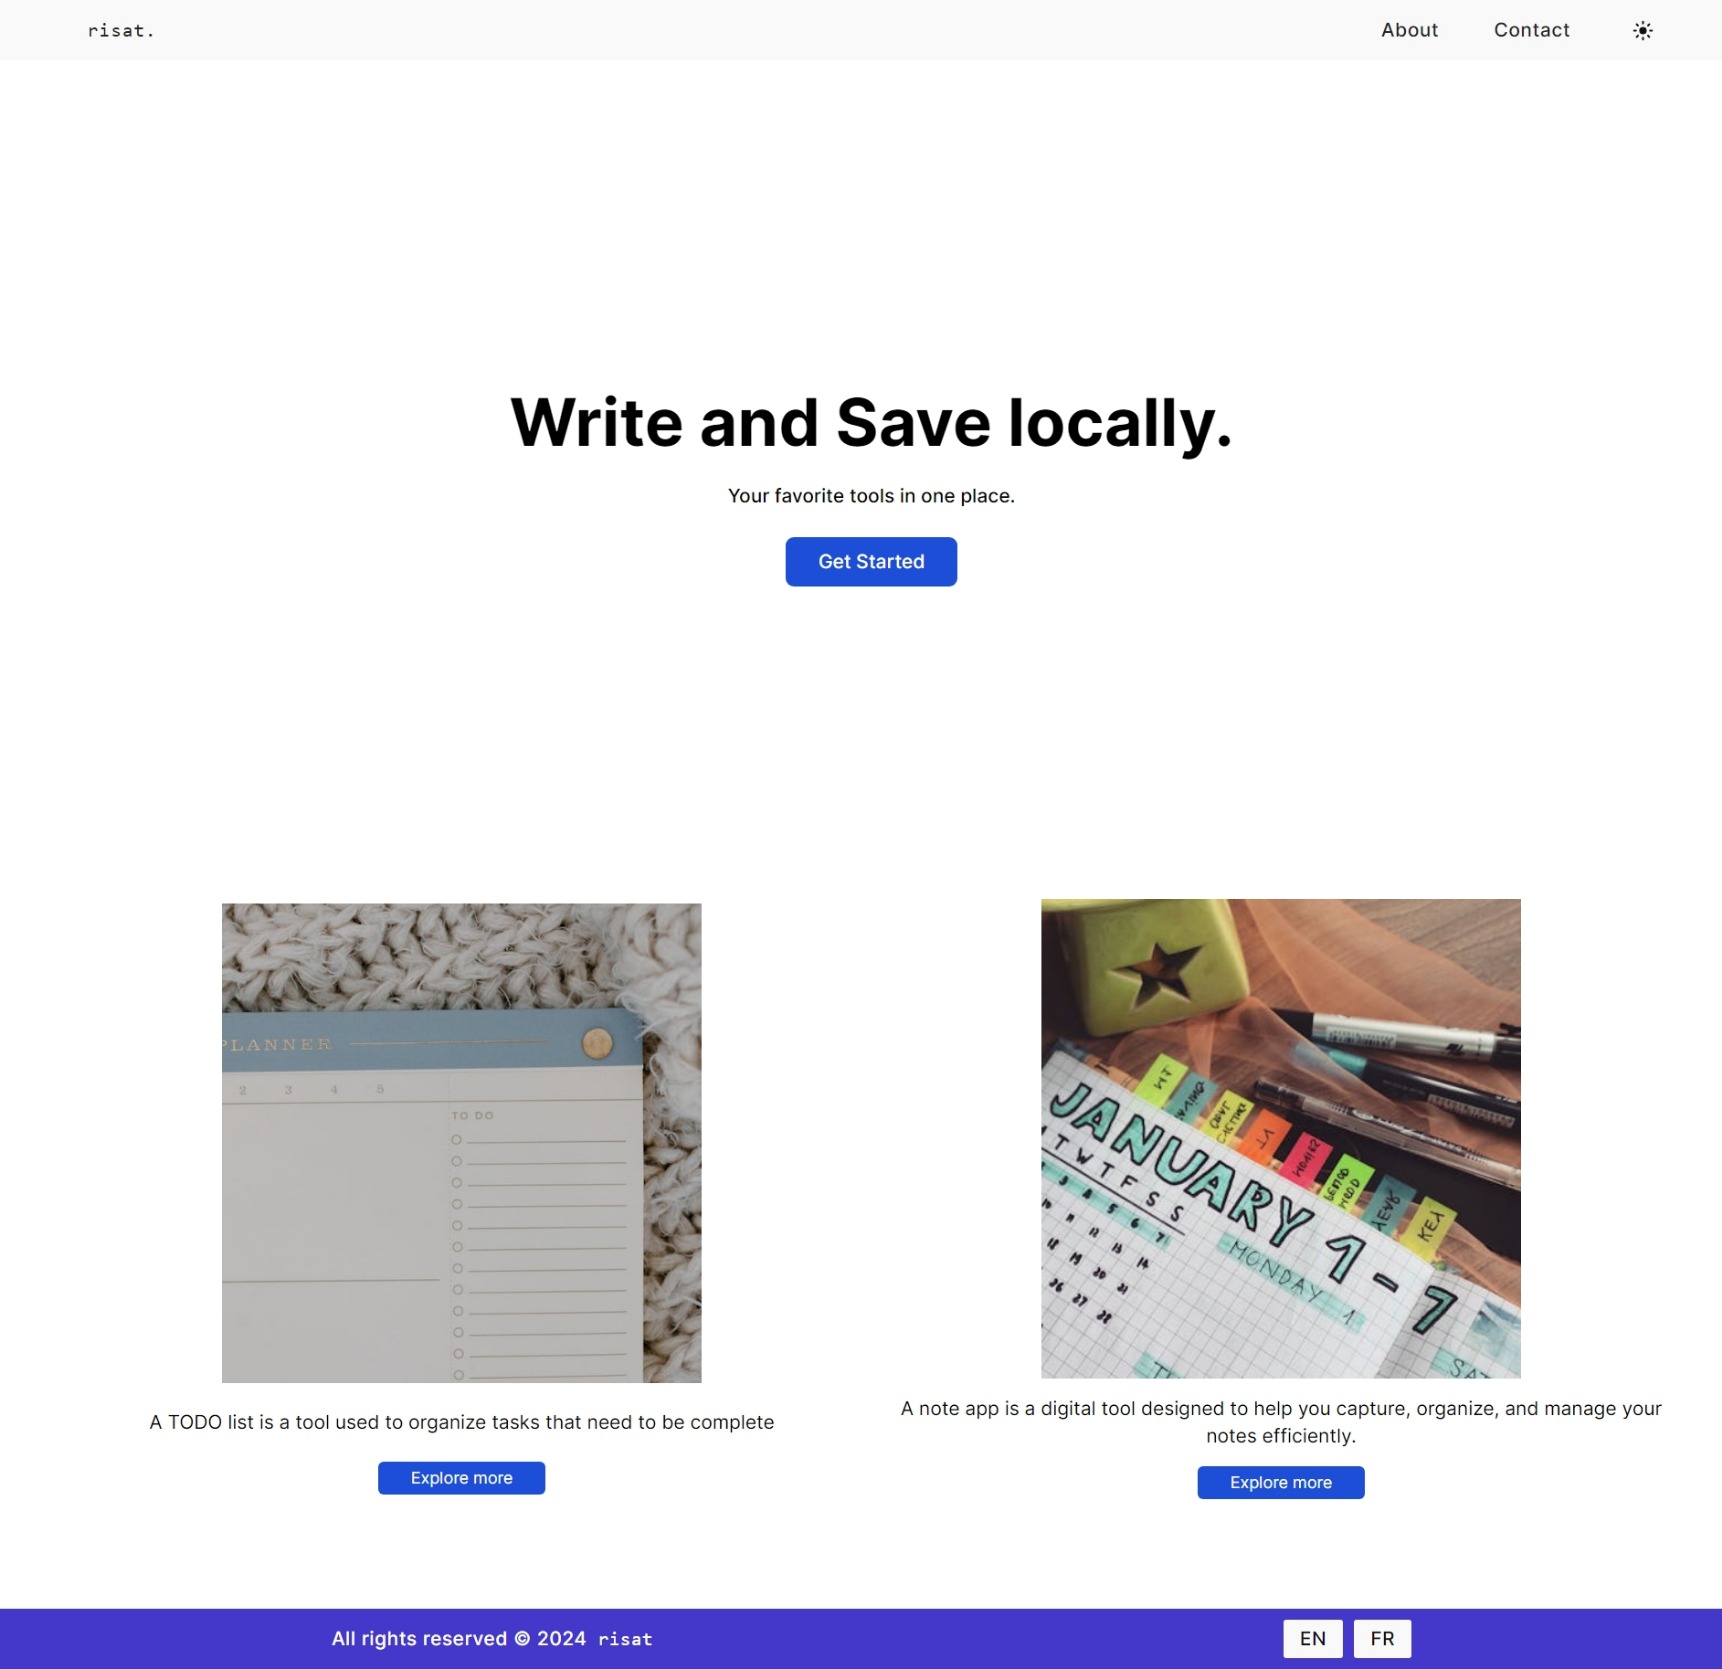 risat.
About
Contact
Write and Save locally.
Your favorite tools in one place.
Get Started
PLANNER
2 3 4 5
TO DO
JANUARY 1-7
T W T F S S
MONDAY 1
A TODO list is a tool used to organize tasks that need to be complete
Explore more
A note app is a digital tool designed to help you capture, organize, and manage your
notes efficiently.
Explore more
All rights reserved © 2024 risat
EN
FR